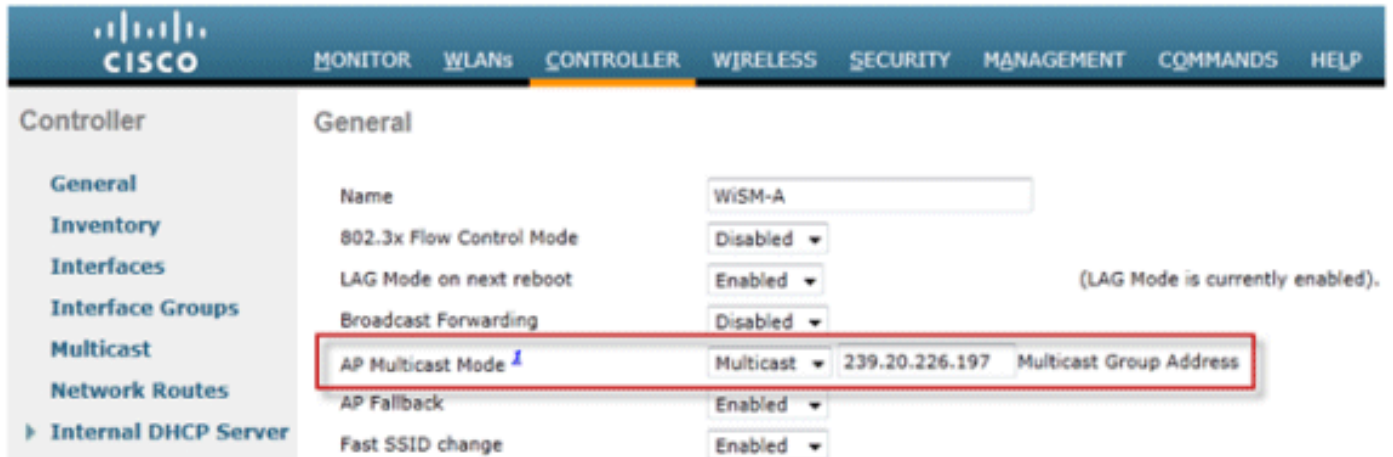 CISCO
MONITOR WLANs CONTROLLER WIRELESS SECURITY MANAGEMENT COMMANDS HELP
Controller
General
Inventory
Interfaces
Interface Groups
Multicast
Network Routes
Internal DHCP Server
General
Name WiSM-A
802.3x Flow Control Mode Disabled
LAG Mode on next reboot Enabled (LAG Mode is currently enabled).
Broadcast Forwarding Disabled
AP Multicast Mode 1 Multicast 239.20.226.197 Multicast Group Address
AP Fallback Enabled
Fast SSID change Enabled